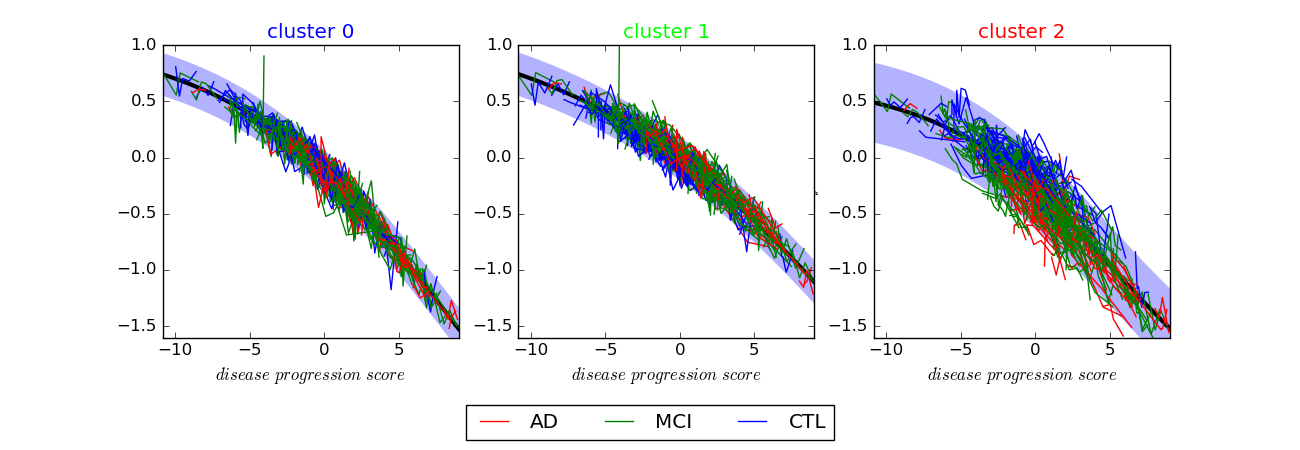 cluster 0 cluster 1 cluster 2
1.0 1.0 1.0
0.5 0.5 0.5
0.0 0.0 0.0
−0.5 −0.5 −0.5
−1.0 −1.0 −1.0
−1.5 −1.5 −1.5
−10 −5 0 5 −10 −5 0 5 −10 −5 0 5
disease progression score disease progression score disease progression score
AD MCI CTL